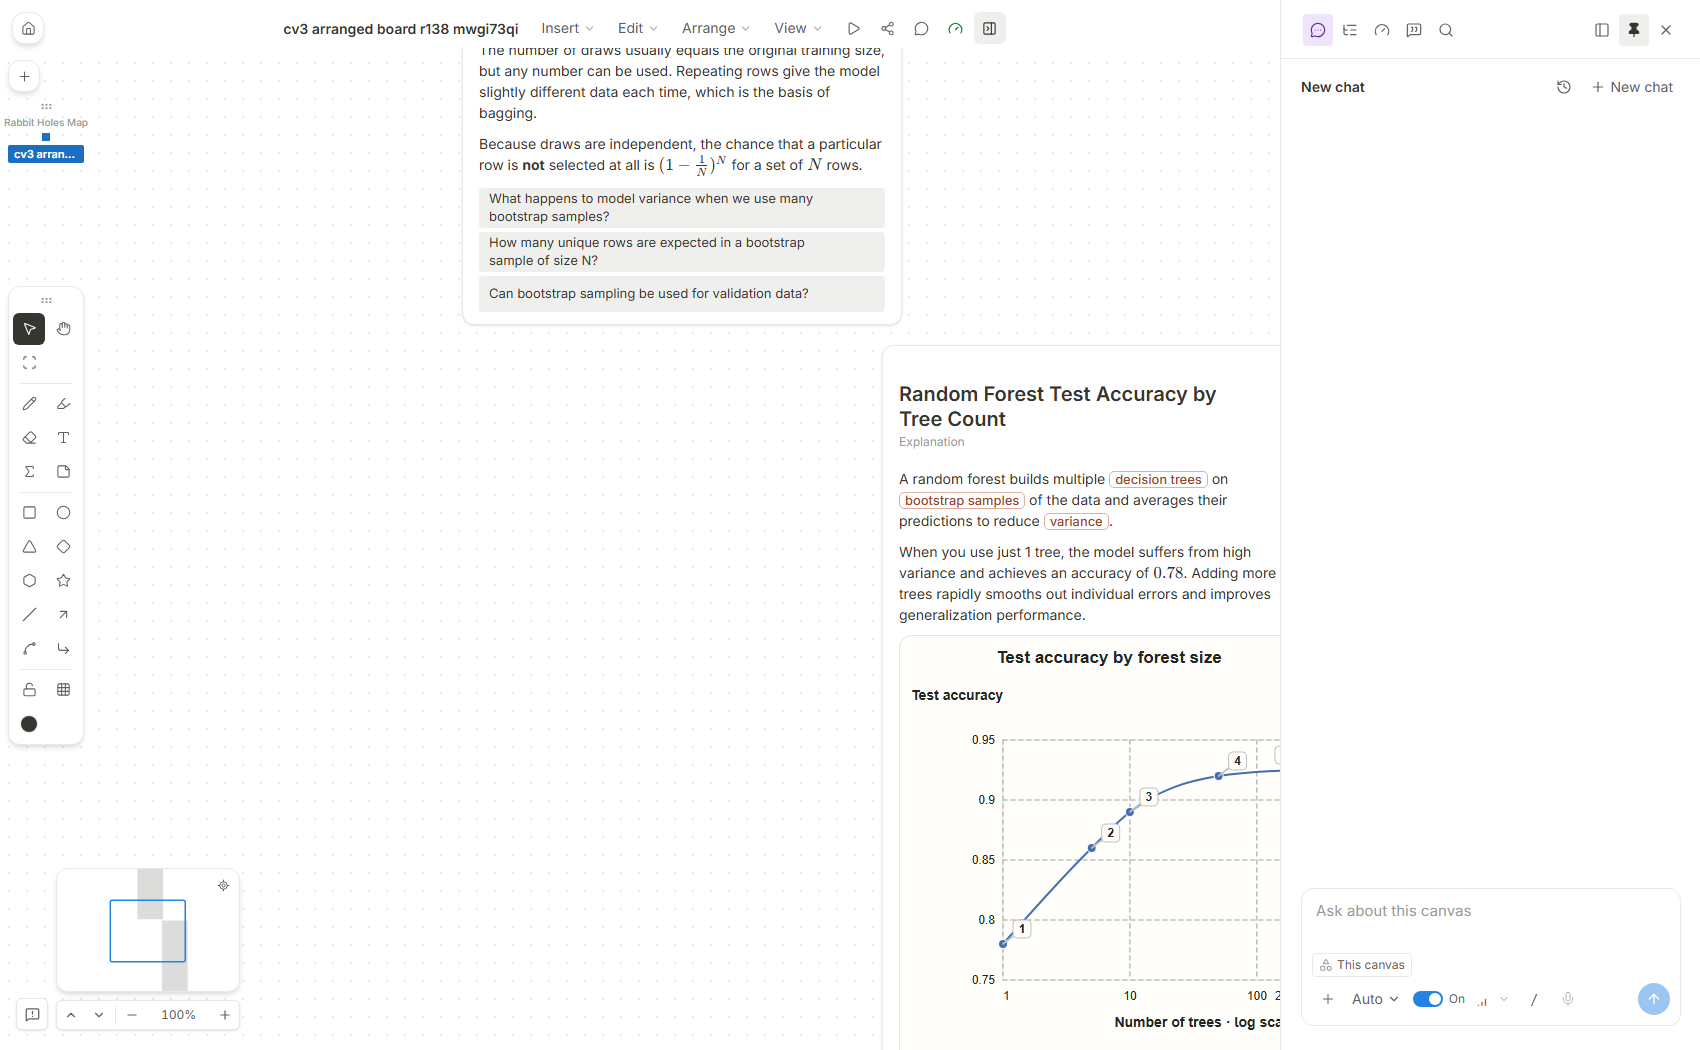 cv3 arranged board r138 mwgi73qi
Insert
Edit
Arrange
View
Rabbit Holes Map
cv3 arran...
The number of draws usually equals the original training size,
but any number can be used. Repeating rows give the model
slightly different data each time, which is the basis of
bagging.
Because draws are independent, the chance that a particular
row is not selected at all is (1 − 1/N)^N for a set of N rows.
What happens to model variance when we use many
bootstrap samples?
How many unique rows are expected in a bootstrap
sample of size N?
Can bootstrap sampling be used for validation data?
Random Forest Test Accuracy by
Tree Count
Explanation
A random forest builds multiple decision trees on
bootstrap samples of the data and averages their
predictions to reduce variance.
When you use just 1 tree, the model suffers from high
variance and achieves an accuracy of 0.78. Adding more
trees rapidly smooths out individual errors and improves
generalization performance.
Test accuracy by forest size
Test accuracy
0.95
0.9
0.85
0.8
0.75
1
2
3
4
1
10
100
2
Number of trees · log sca
100%
New chat
New chat
Ask about this canvas
This canvas
Auto
On
/